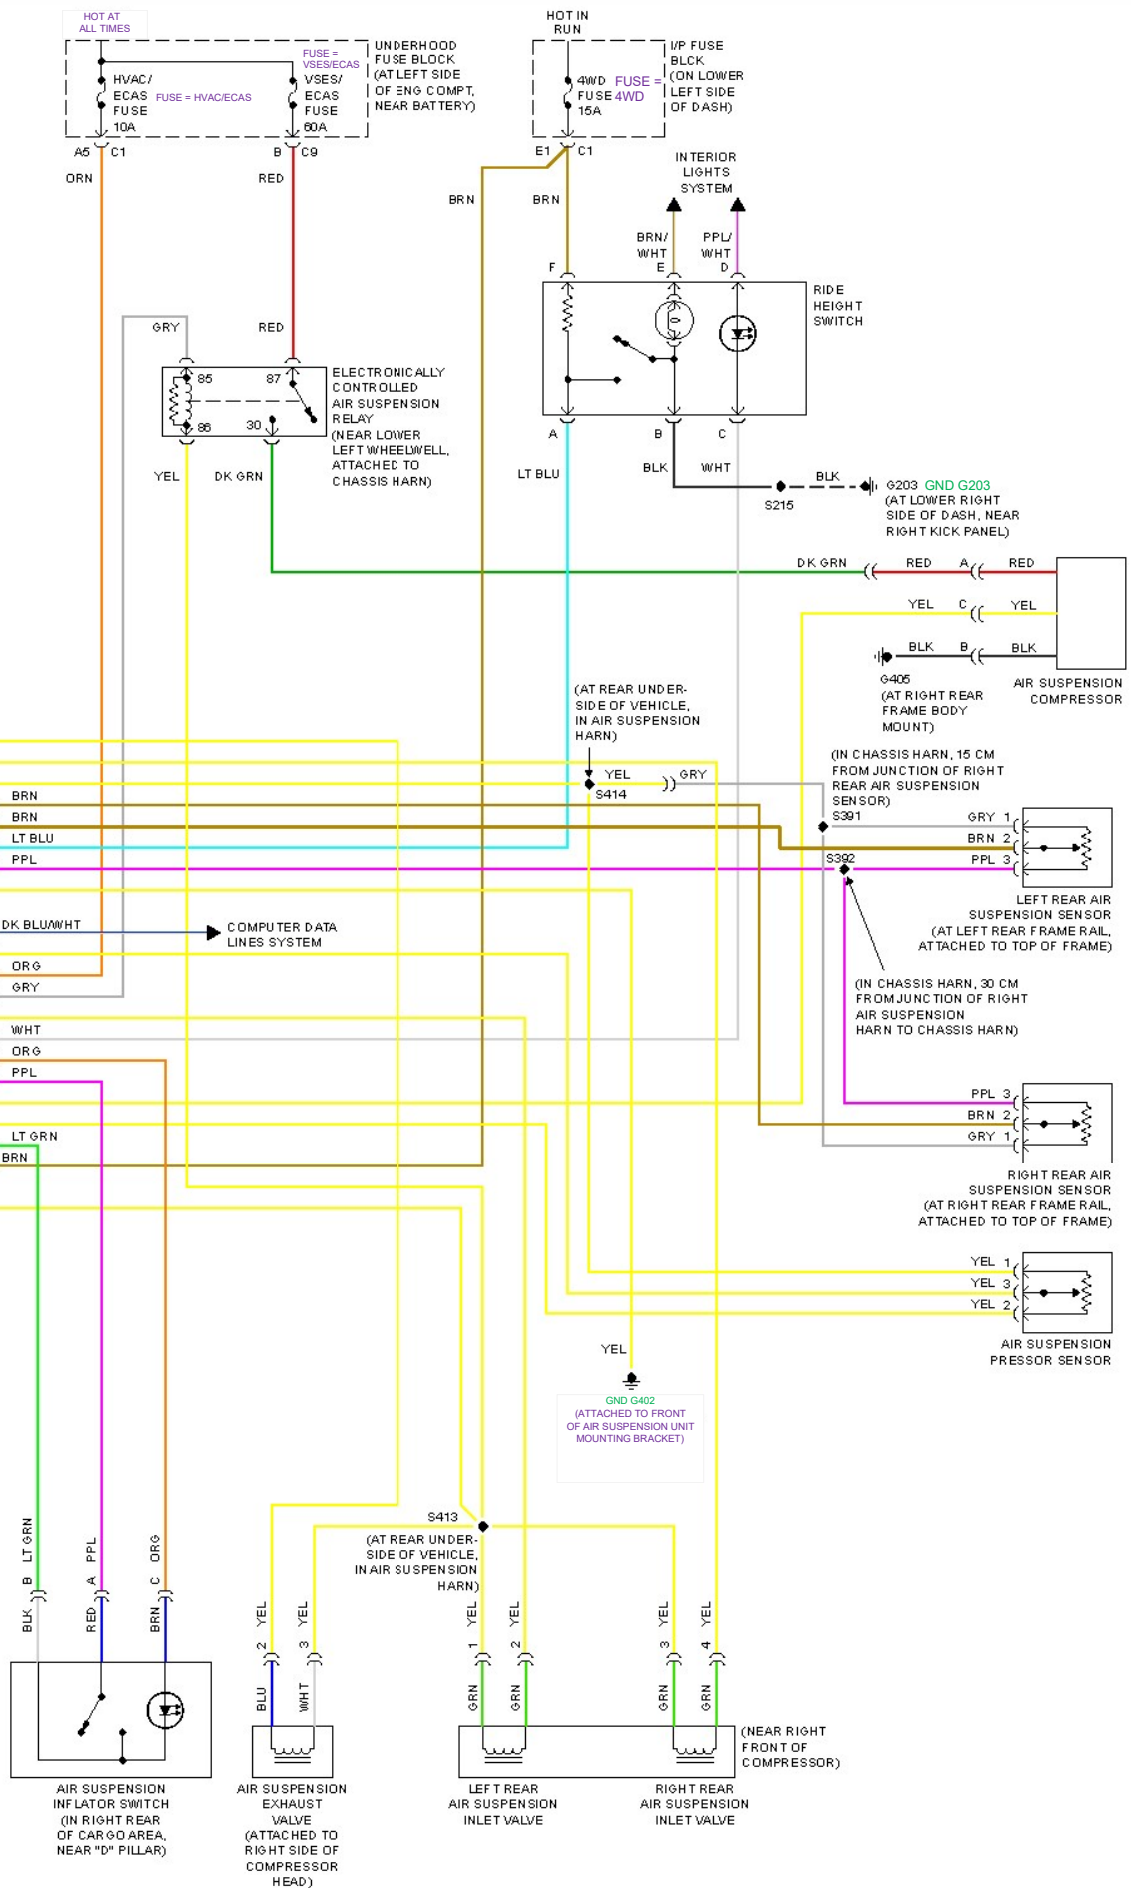 HOT AT
ALL TIMES
HOT IN
RUN
UNDERHOOD
FUSE BLOCK
(AT LEFT SIDE
OF ENG COMPT,
NEAR BATTERY)
FUSE =
VSES/ECAS
HVAC/
ECAS
FUSE
10A
FUSE = HVAC/ECAS
VSES/
ECAS
FUSE
60A
I/P FUSE
BLCK
(ON LOWER
LEFT SIDE
OF DASH)
4WD
FUSE
15A
FUSE =
4WD
A5 C1
B C9
E1 C1
ORN
RED
BRN
BRN
INTERIOR
LIGHTS
SYSTEM
BRN/
WHT
PPL/
WHT
F
E
D
RIDE
HEIGHT
SWITCH
GRY
RED
85
87
86
30
ELECTRONICALLY
CONTROLLED
AIR SUSPENSION
RELAY
(NEAR LOWER
LEFT WHEELWELL,
ATTACHED TO
CHASSIS HARN)
A
B
C
YEL
DK GRN
LT BLU
BLK
WHT
BLK
S215
G203 GND G203
(AT LOWER RIGHT
SIDE OF DASH, NEAR
RIGHT KICK PANEL)
DK GRN
RED
A
RED
YEL
C
YEL
BLK
B
BLK
G405
(AT RIGHT REAR
FRAME BODY
MOUNT)
AIR SUSPENSION
COMPRESSOR
(AT REAR UNDER-
SIDE OF VEHICLE,
IN AIR SUSPENSION
HARN)
YEL
GRY
S414
(IN CHASSIS HARN, 15 CM
FROM JUNCTION OF RIGHT
REAR AIR SUSPENSION
SENSOR)
S391
BRN
BRN
LT BLU
PPL
S392
GRY 1
BRN 2
PPL 3
LEFT REAR AIR
SUSPENSION SENSOR
(AT LEFT REAR FRAME RAIL,
ATTACHED TO TOP OF FRAME)
DK BLU/WHT
COMPUTER DATA
LINES SYSTEM
ORG
GRY
(IN CHASSIS HARN, 30 CM
FROM JUNCTION OF RIGHT
AIR SUSPENSION
HARN TO CHASSIS HARN)
WHT
ORG
PPL
PPL 3
BRN 2
GRY 1
LT GRN
BRN
RIGHT REAR AIR
SUSPENSION SENSOR
(AT RIGHT REAR FRAME RAIL,
ATTACHED TO TOP OF FRAME)
YEL 1
YEL 3
YEL 2
AIR SUSPENSION
PRESSOR SENSOR
YEL
GND G402
(ATTACHED TO FRONT
OF AIR SUSPENSION UNIT
MOUNTING BRACKET)
S413
(AT REAR UNDER-
SIDE OF VEHICLE,
IN AIR SUSPENSION
HARN)
B LT GRN
A PPL
C ORG
BLK
RED
BRN
2 YEL
3 YEL
1 YEL
2 YEL
3 YEL
4 YEL
BLU
WHT
GRN
GRN
GRN
GRN
(NEAR RIGHT
FRONT OF
COMPRESSOR)
AIR SUSPENSION
INFLATOR SWITCH
(IN RIGHT REAR
OF CARGO AREA,
NEAR "D" PILLAR)
AIR SUSPENSION
EXHAUST
VALVE
(ATTACHED TO
RIGHT SIDE OF
COMPRESSOR
HEAD)
LEFT REAR
AIR SUSPENSION
INLET VALVE
RIGHT REAR
AIR SUSPENSION
INLET VALVE